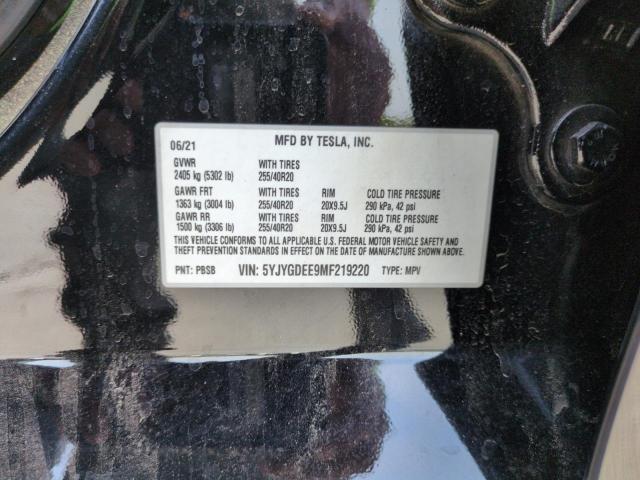 06/21 MFD BY TESLA, INC.
GVWR WITH TIRES
2405 kg (5302 lb) 255/40R20
GAWR FRT WITH TIRES RIM COLD TIRE PRESSURE
1363 kg (3004 lb) 255/40R20 20X9.5J 290 kPa, 42 psi
GAWR RR WITH TIRES RIM COLD TIRE PRESSURE
1500 kg (3306 lb) 255/40R20 20X9.5J 290 kPa, 42 psi
THIS VEHICLE CONFORMS TO ALL APPLICABLE U.S. FEDERAL MOTOR VEHICLE SAFETY AND
THEFT PREVENTION STANDARDS IN EFFECT ON THE DATE OF MANUFACTURE SHOWN ABOVE.
PNT: PBSB VIN: 5YJYGDEE9MF219220 TYPE: MPV